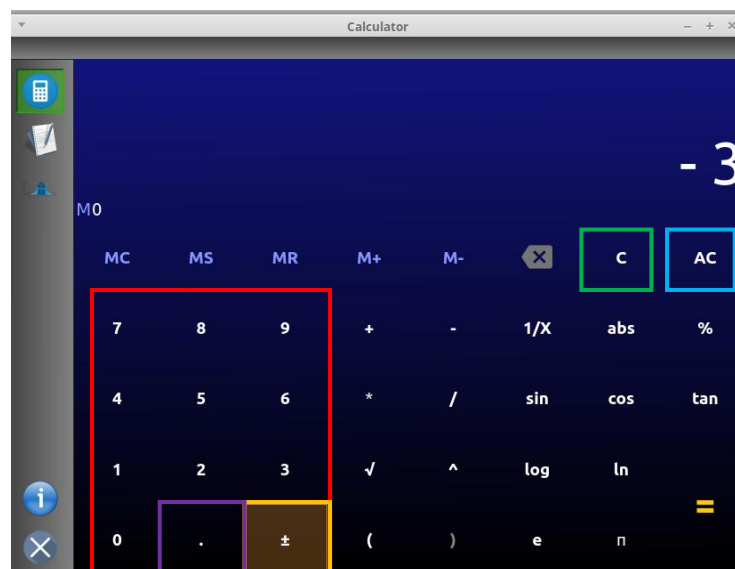 Calculator
- 3
M0
MC MS MR M+ M- C AC
7 8 9 + - 1/X abs %
4 5 6 * / sin cos tan
1 2 3 √ ^ log ln =
0 . ± ( ) e π